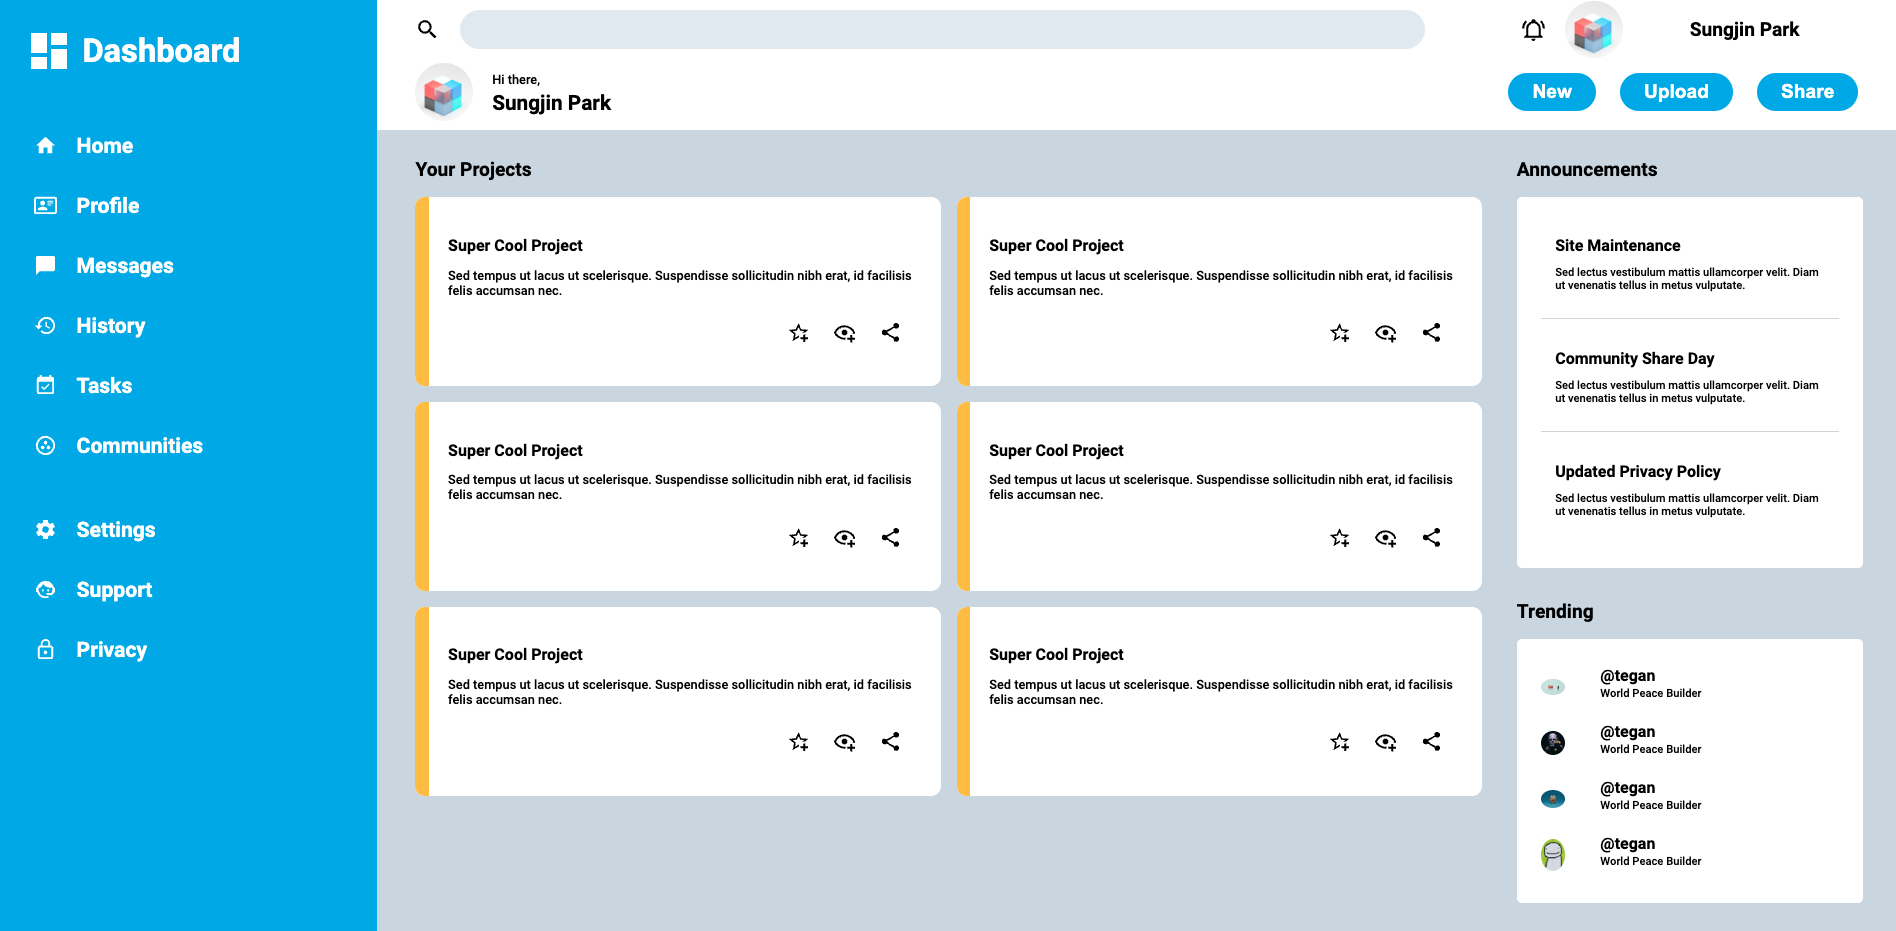 Dashboard
Home
Profile
Messages
History
Tasks
Communities
Settings
Support
Privacy
Sungjin Park
Hi there,
Sungjin Park
New
Upload
Share
Your Projects
Super Cool Project
Sed tempus ut lacus ut scelerisque. Suspendisse sollicitudin nibh erat, id facilisis
felis accumsan nec.
Super Cool Project
Sed tempus ut lacus ut scelerisque. Suspendisse sollicitudin nibh erat, id facilisis
felis accumsan nec.
Super Cool Project
Sed tempus ut lacus ut scelerisque. Suspendisse sollicitudin nibh erat, id facilisis
felis accumsan nec.
Super Cool Project
Sed tempus ut lacus ut scelerisque. Suspendisse sollicitudin nibh erat, id facilisis
felis accumsan nec.
Super Cool Project
Sed tempus ut lacus ut scelerisque. Suspendisse sollicitudin nibh erat, id facilisis
felis accumsan nec.
Super Cool Project
Sed tempus ut lacus ut scelerisque. Suspendisse sollicitudin nibh erat, id facilisis
felis accumsan nec.
Announcements
Site Maintenance
Sed lectus vestibulum mattis ullamcorper velit. Diam
ut venenatis tellus in metus vulputate.
Community Share Day
Sed lectus vestibulum mattis ullamcorper velit. Diam
ut venenatis tellus in metus vulputate.
Updated Privacy Policy
Sed lectus vestibulum mattis ullamcorper velit. Diam
ut venenatis tellus in metus vulputate.
Trending
@tegan
World Peace Builder
@tegan
World Peace Builder
@tegan
World Peace Builder
@tegan
World Peace Builder